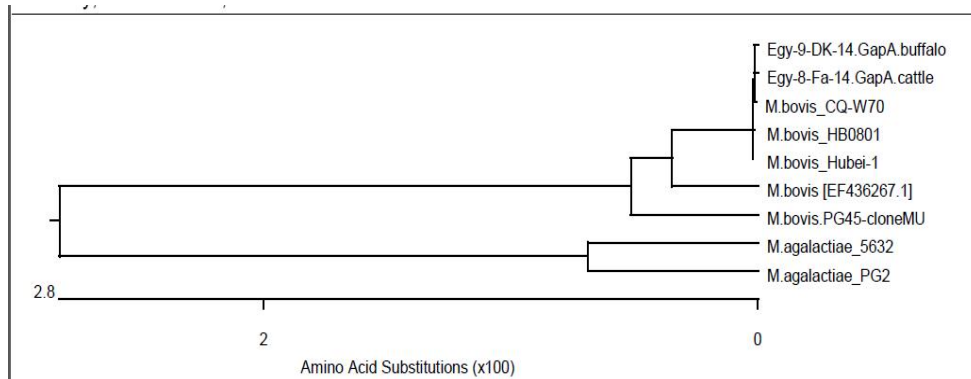 Egy-9-DK-14.GapA.buffalo
Egy-8-Fa-14.GapA.cattle
M.bovis_CQ-W70
M.bovis_HB0801
M.bovis_Hubei-1
M.bovis [EF436267.1]
M.bovis.PG45-cloneMU
M.agalactiae_5632
M.agalactiae_PG2
2.8
2 0
Amino Acid Substitutions (x100)